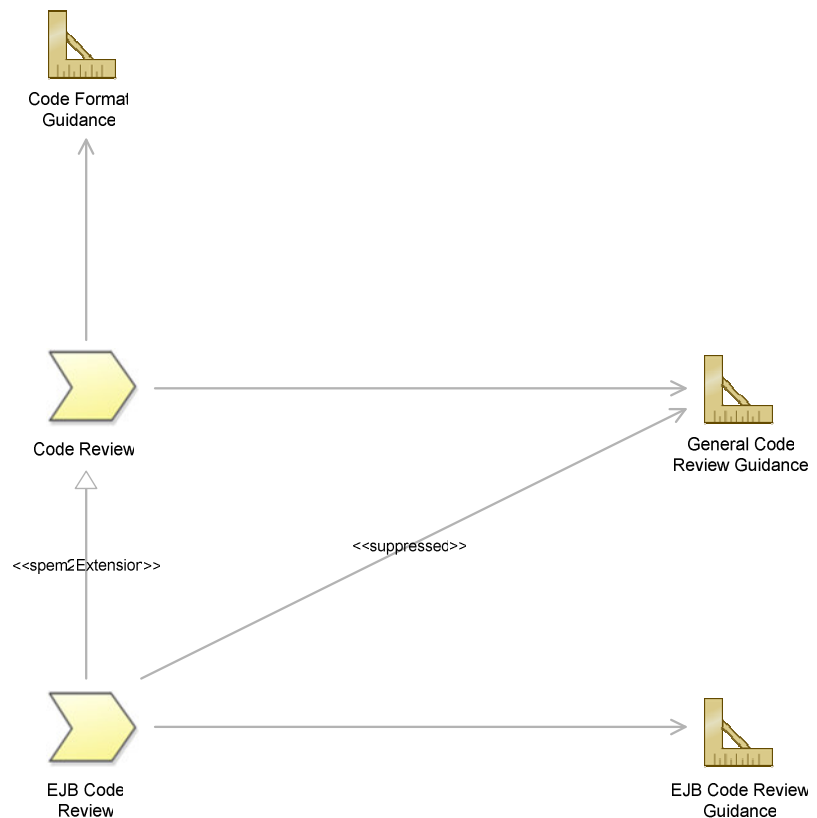 Code Format
Guidance
Code Review
General Code
Review Guidance
<<suppressed>>
<<spem2Extension>>
EJB Code
Review
EJB Code Review
Guidance